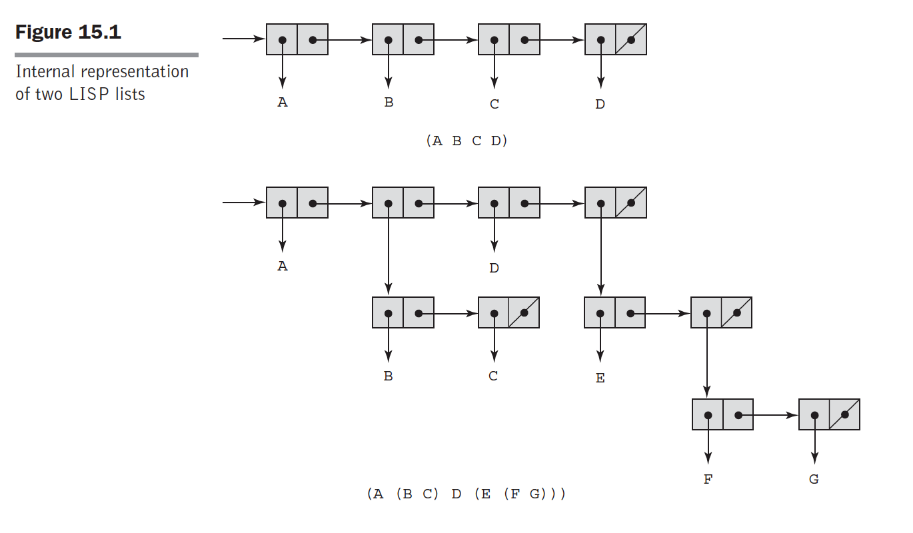 Figure 15.1
Internal representation
of two LISP lists
A B C D
(A B C D)
A D
B C E
F G
(A (B C) D (E (F G)))